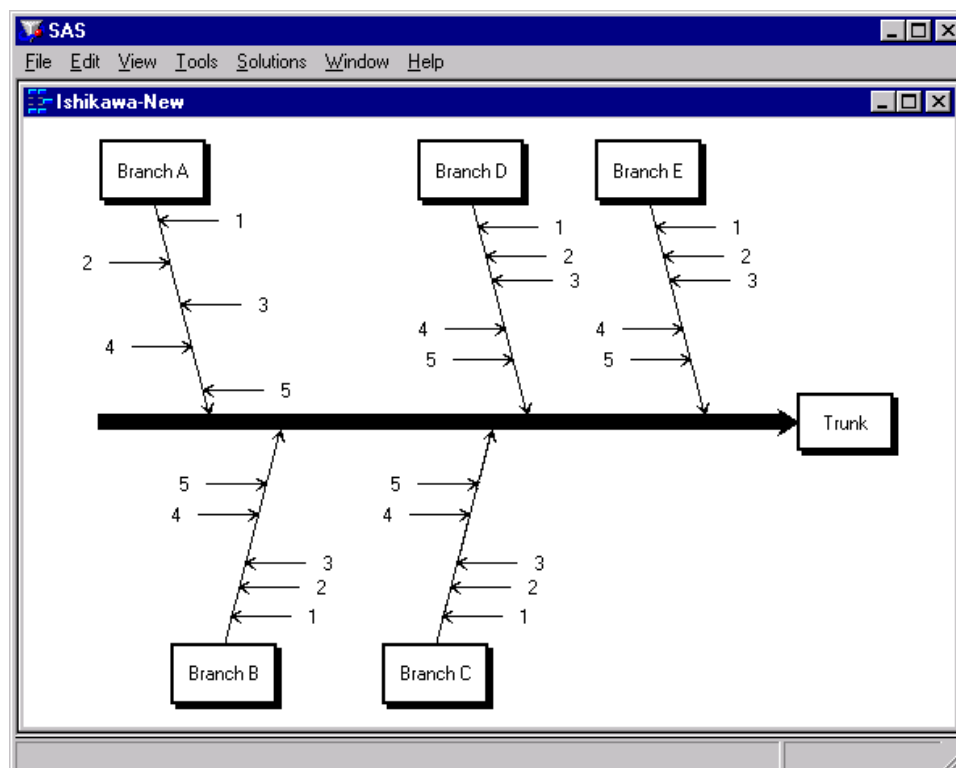 SAS
File Edit View Tools Solutions Window Help
Ishikawa-New
Branch A Branch D Branch E
1 1 1
2 2 2
3 3 3
4 4 4
5 5 5
Trunk
5 5
4 4
3 3
2 2
1 1
Branch B Branch C